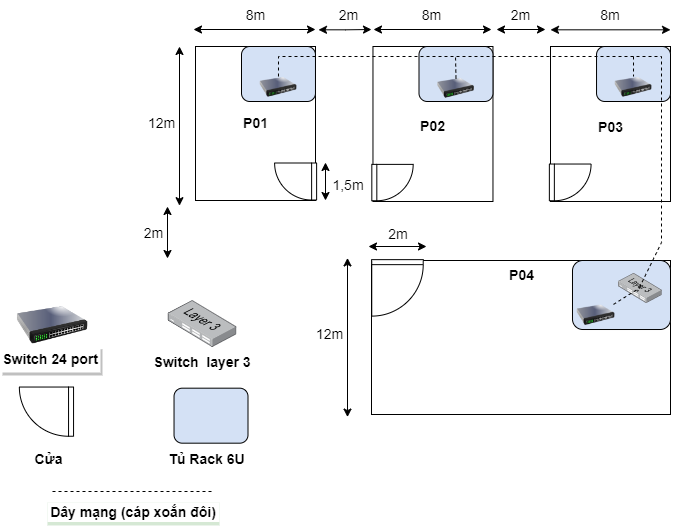 8m 2m 8m 2m 8m
12m
P01
P02
P03
1,5m
2m
2m
P04
Layer 3
12m
Layer 3
Switch 24 port
Switch layer 3
Cửa
Tủ Rack 6U
Dây mạng (cáp xoắn đôi)